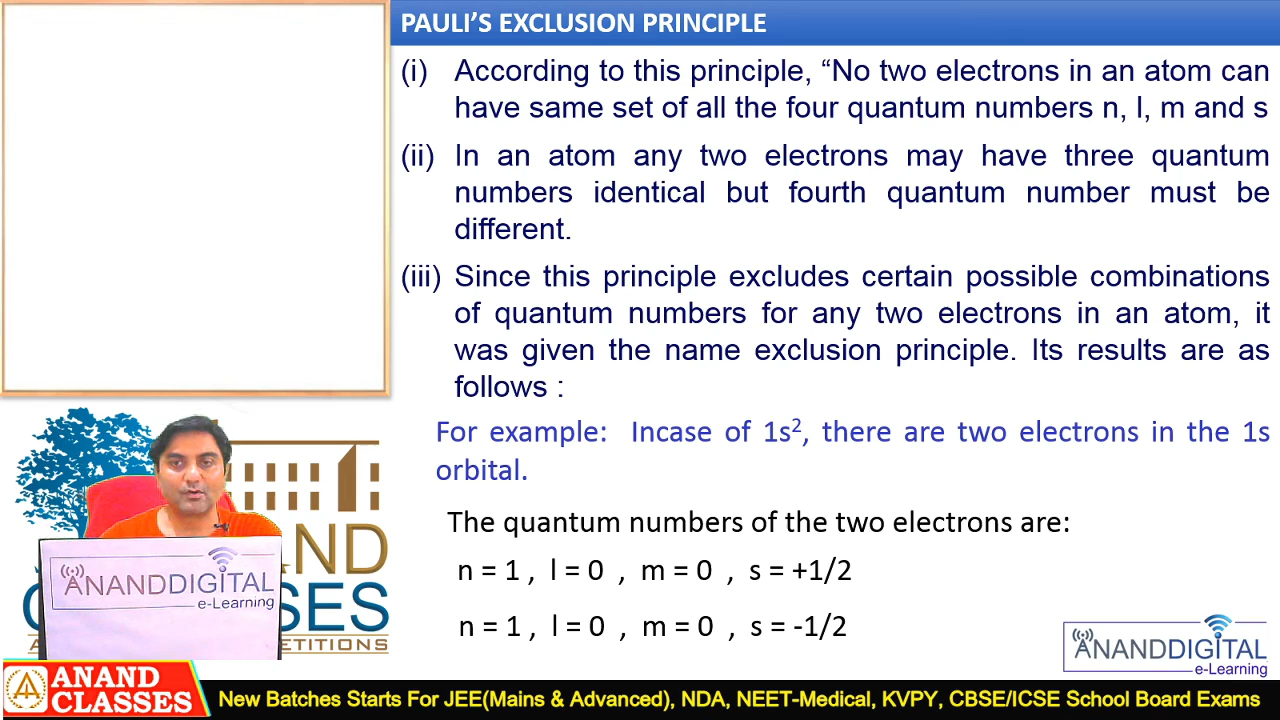 PAULI’S EXCLUSION PRINCIPLE
(i) According to this principle, “No two electrons in an atom can
have same set of all the four quantum numbers n, l, m and s
(ii) In an atom any two electrons may have three quantum
numbers identical but fourth quantum number must be
different.
(iii) Since this principle excludes certain possible combinations
of quantum numbers for any two electrons in an atom, it
was given the name exclusion principle. Its results are as
follows :
For example: Incase of 1s², there are two electrons in the 1s
orbital.
The quantum numbers of the two electrons are:
n = 1 , l = 0 , m = 0 , s = +1/2
n = 1 , l = 0 , m = 0 , s = -1/2
ANANDDIGITAL
e-Learning
ANANDDIGITAL
e-Learning
ANAND
CLASSES
New Batches Starts For JEE(Mains & Advanced), NDA, NEET-Medical, KVPY, CBSE/ICSE School Board Exams